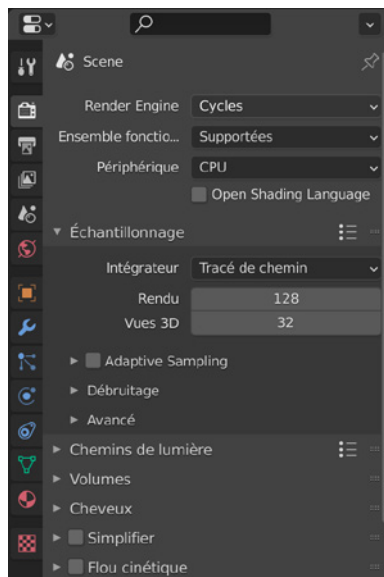 Scene
Render Engine Cycles
Ensemble fonctio... Supportées
Périphérique CPU
Open Shading Language
Échantillonnage
Intégrateur Tracé de chemin
Rendu 128
Vues 3D 32
Adaptive Sampling
Débruitage
Avancé
Chemins de lumière
Volumes
Cheveux
Simplifier
Flou cinétique